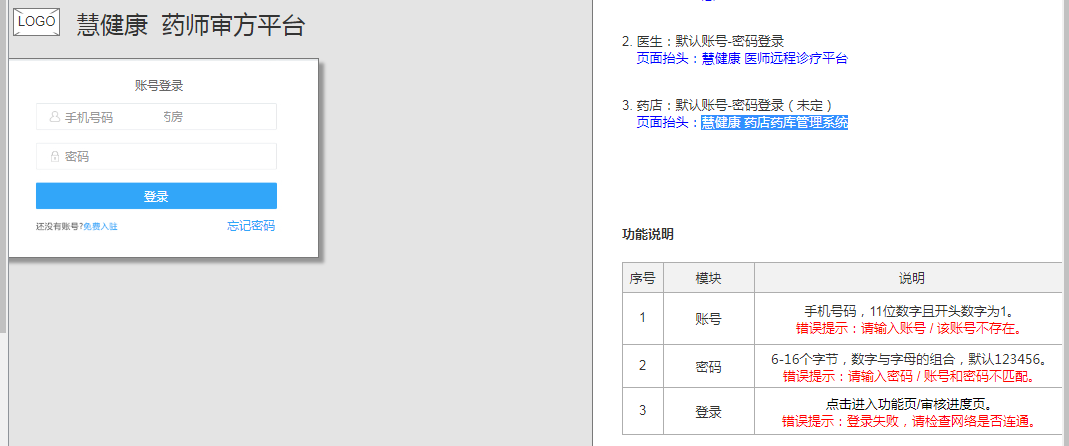 LOGO
慧健康 药师审方平台
账号登录
手机号码 药房
密码
登录
还没有账号?免费入驻 忘记密码
2. 医生：默认账号-密码登录
页面抬头：慧健康 医师远程诊疗平台
3. 药店：默认账号-密码登录（未定）
页面抬头：慧健康 药店药库管理系统
功能说明
序号 模块 说明
1 账号 手机号码，11位数字且开头数字为1。
错误提示：请输入账号 / 该账号不存在。
2 密码 6-16个字节，数字与字母的组合，默认123456。
错误提示：请输入密码 / 账号和密码不匹配。
3 登录 点击进入功能页/审核进度页。
错误提示：登录失败，请检查网络是否连通。